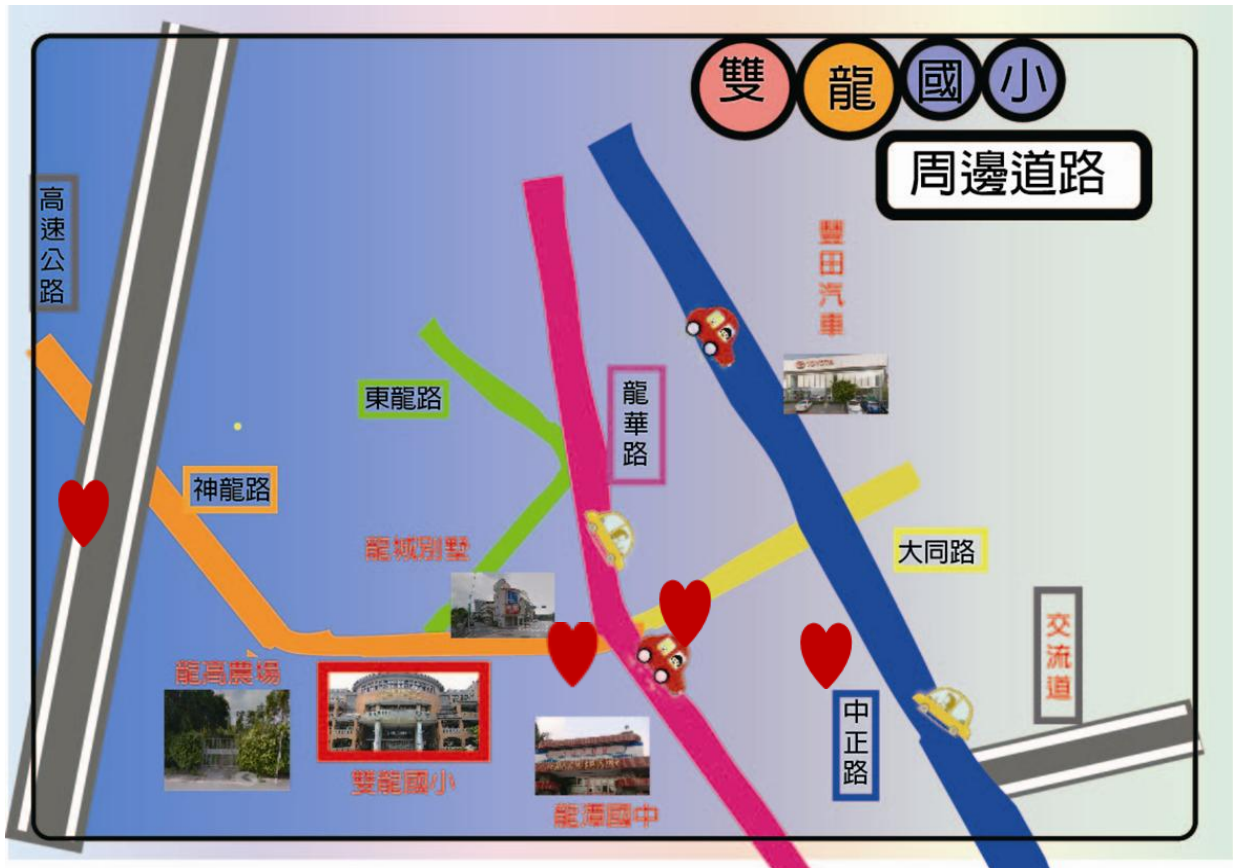 雙龍國小
周邊道路
高速公路
豐田汽車
TOYOTA
東龍路
龍華路
神龍路
龍城別墅
大同路
交流道
龍高農場
中正路
雙龍國小
龍潭國中